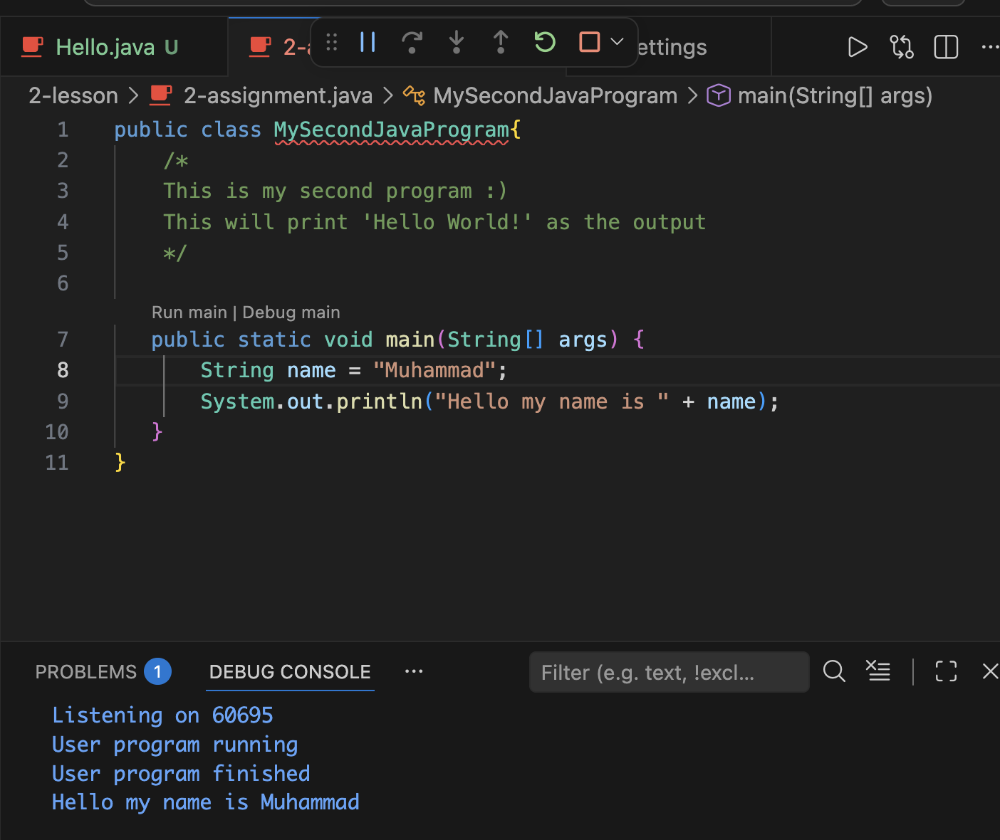 Hello.java U
2-
ettings
2-lesson > 2-assignment.java > MySecondJavaProgram > main(String[] args)
1 public class MySecondJavaProgram{
2 /*
3 This is my second program :)
4 This will print 'Hello World!' as the output
5 */
6
Run main | Debug main
7 public static void main(String[] args) {
8 String name = "Muhammad";
9 System.out.println("Hello my name is " + name);
10 }
11 }
PROBLEMS 1 DEBUG CONSOLE ··· Filter (e.g. text, !excl...
Listening on 60695
User program running
User program finished
Hello my name is Muhammad